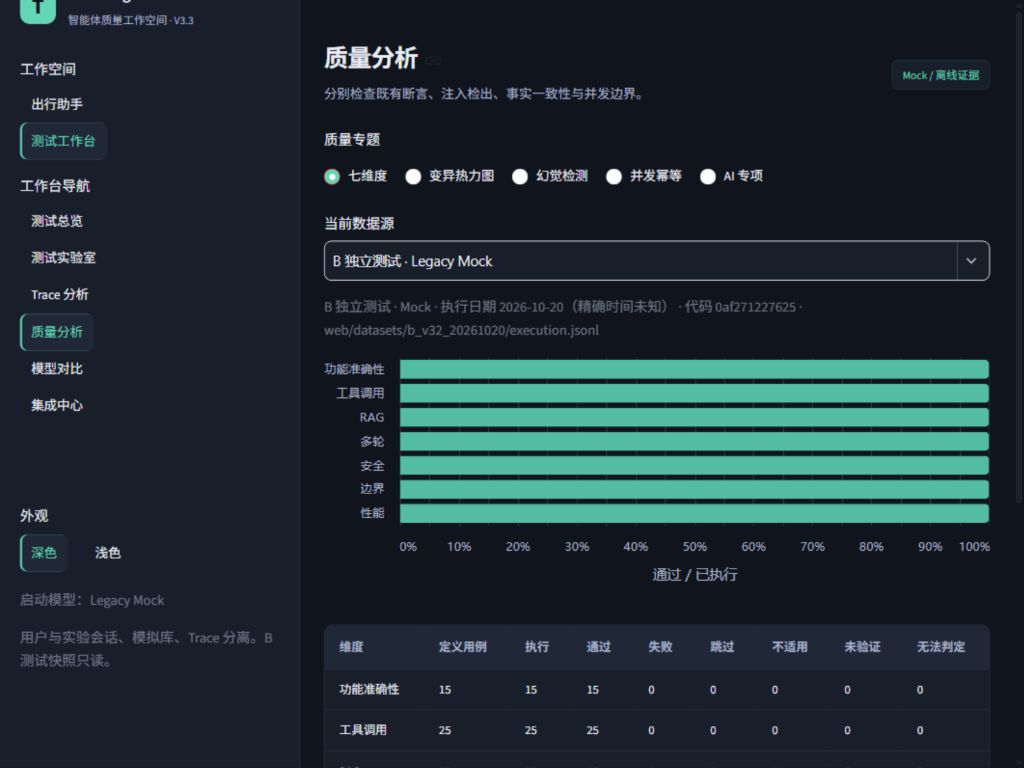 T
智能体质量工作空间 · V3.3
工作空间
出行助手
测试工作台
工作台导航
测试总览
测试实验室
Trace 分析
质量分析
模型对比
集成中心
外观
深色
浅色
启动模型：Legacy Mock
用户与实验会话、模拟库、Trace 分离。B
测试快照只读。
质量分析
Mock / 离线证据
分别检查既有断言、注入检出、事实一致性与并发边界。
质量专题
七维度 变异热力图 幻觉检测 并发幂等 AI 专项
当前数据源
B 独立测试 · Legacy Mock
B 独立测试 · Mock · 执行日期 2026-10-20（精确时间未知） · 代码 0af271227625 ·
web/datasets/b_v32_20261020/execution.jsonl
功能准确性
工具调用
RAG
多轮
安全
边界
性能
0% 10% 20% 30% 40% 50% 60% 70% 80% 90% 100%
通过 / 已执行
维度 定义用例 执行 通过 失败 跳过 不适用 未验证 无法判定
功能准确性 15 15 15 0 0 0 0 0
工具调用 25 25 25 0 0 0 0 0